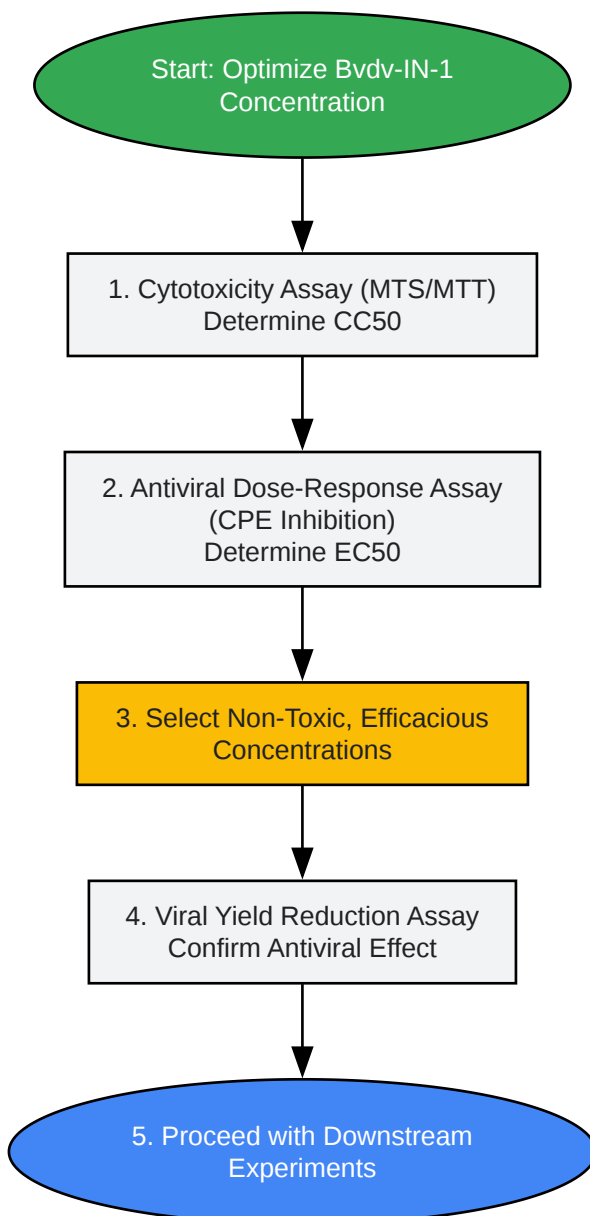 Start: Optimize Bvdv-IN-1
Concentration
1. Cytotoxicity Assay (MTS/MTT)
Determine CC50
2. Antiviral Dose-Response Assay
(CPE Inhibition)
Determine EC50
3. Select Non-Toxic, Efficacious
Concentrations
4. Viral Yield Reduction Assay
Confirm Antiviral Effect
5. Proceed with Downstream
Experiments